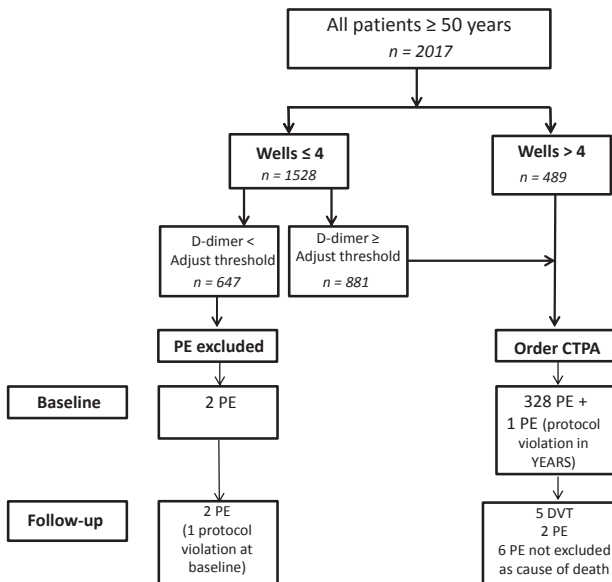 All patients ≥ 50 years
n = 2017
Wells ≤ 4
n = 1528
Wells > 4
n = 489
D-dimer <
Adjust threshold
n = 647
D-dimer ≥
Adjust threshold
n = 881
PE excluded
Order CTPA
Baseline
2 PE
328 PE +
1 PE (protocol
violation in
YEARS)
Follow-up
2 PE
(1 protocol
violation at
baseline)
5 DVT
2 PE
6 PE not excluded
as cause of death